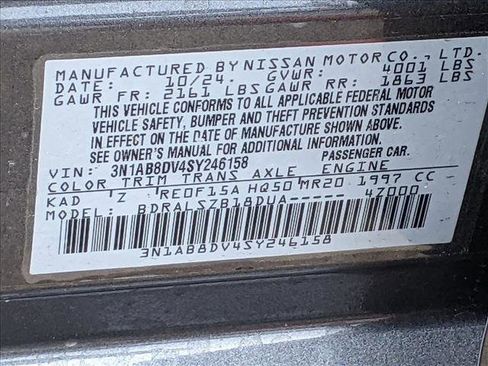 MANUFACTURED BY NISSAN MOTOR CO., LTD.
DATE: 10/24. GVWR: 4001 LBS
GAWR FR: 2161 LBS GAWR RR: 1863 LBS
THIS VEHICLE CONFORMS TO ALL APPLICABLE FEDERAL MOTOR
VEHICLE SAFETY, BUMPER AND THEFT PREVENTION STANDARDS
IN EFFECT ON THE DATE OF MANUFACTURE SHOWN ABOVE.
SEE OWNER'S MANUAL FOR ADDITIONAL INFORMATION.
VIN: 3N1AB8DV4SY246158 PASSENGER CAR.
COLOR TRIM TRANS AXLE ENGINE
KAD Z RE0F15A HQ50 MR20 1997 CC
MODEL: BDRALSZB18DUA----- 47000
3N1AB8DV4SY246158